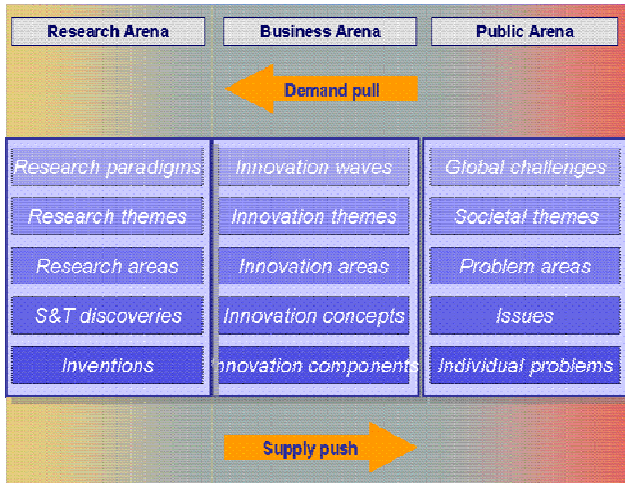 Research Arena
Business Arena
Public Arena
Demand pull
Research paradigms
Innovation waves
Global challenges
Research themes
Innovation themes
Societal themes
Research areas
Innovation areas
Problem areas
S&T discoveries
Innovation concepts
Issues
Inventions
Innovation components
Individual problems
Supply push